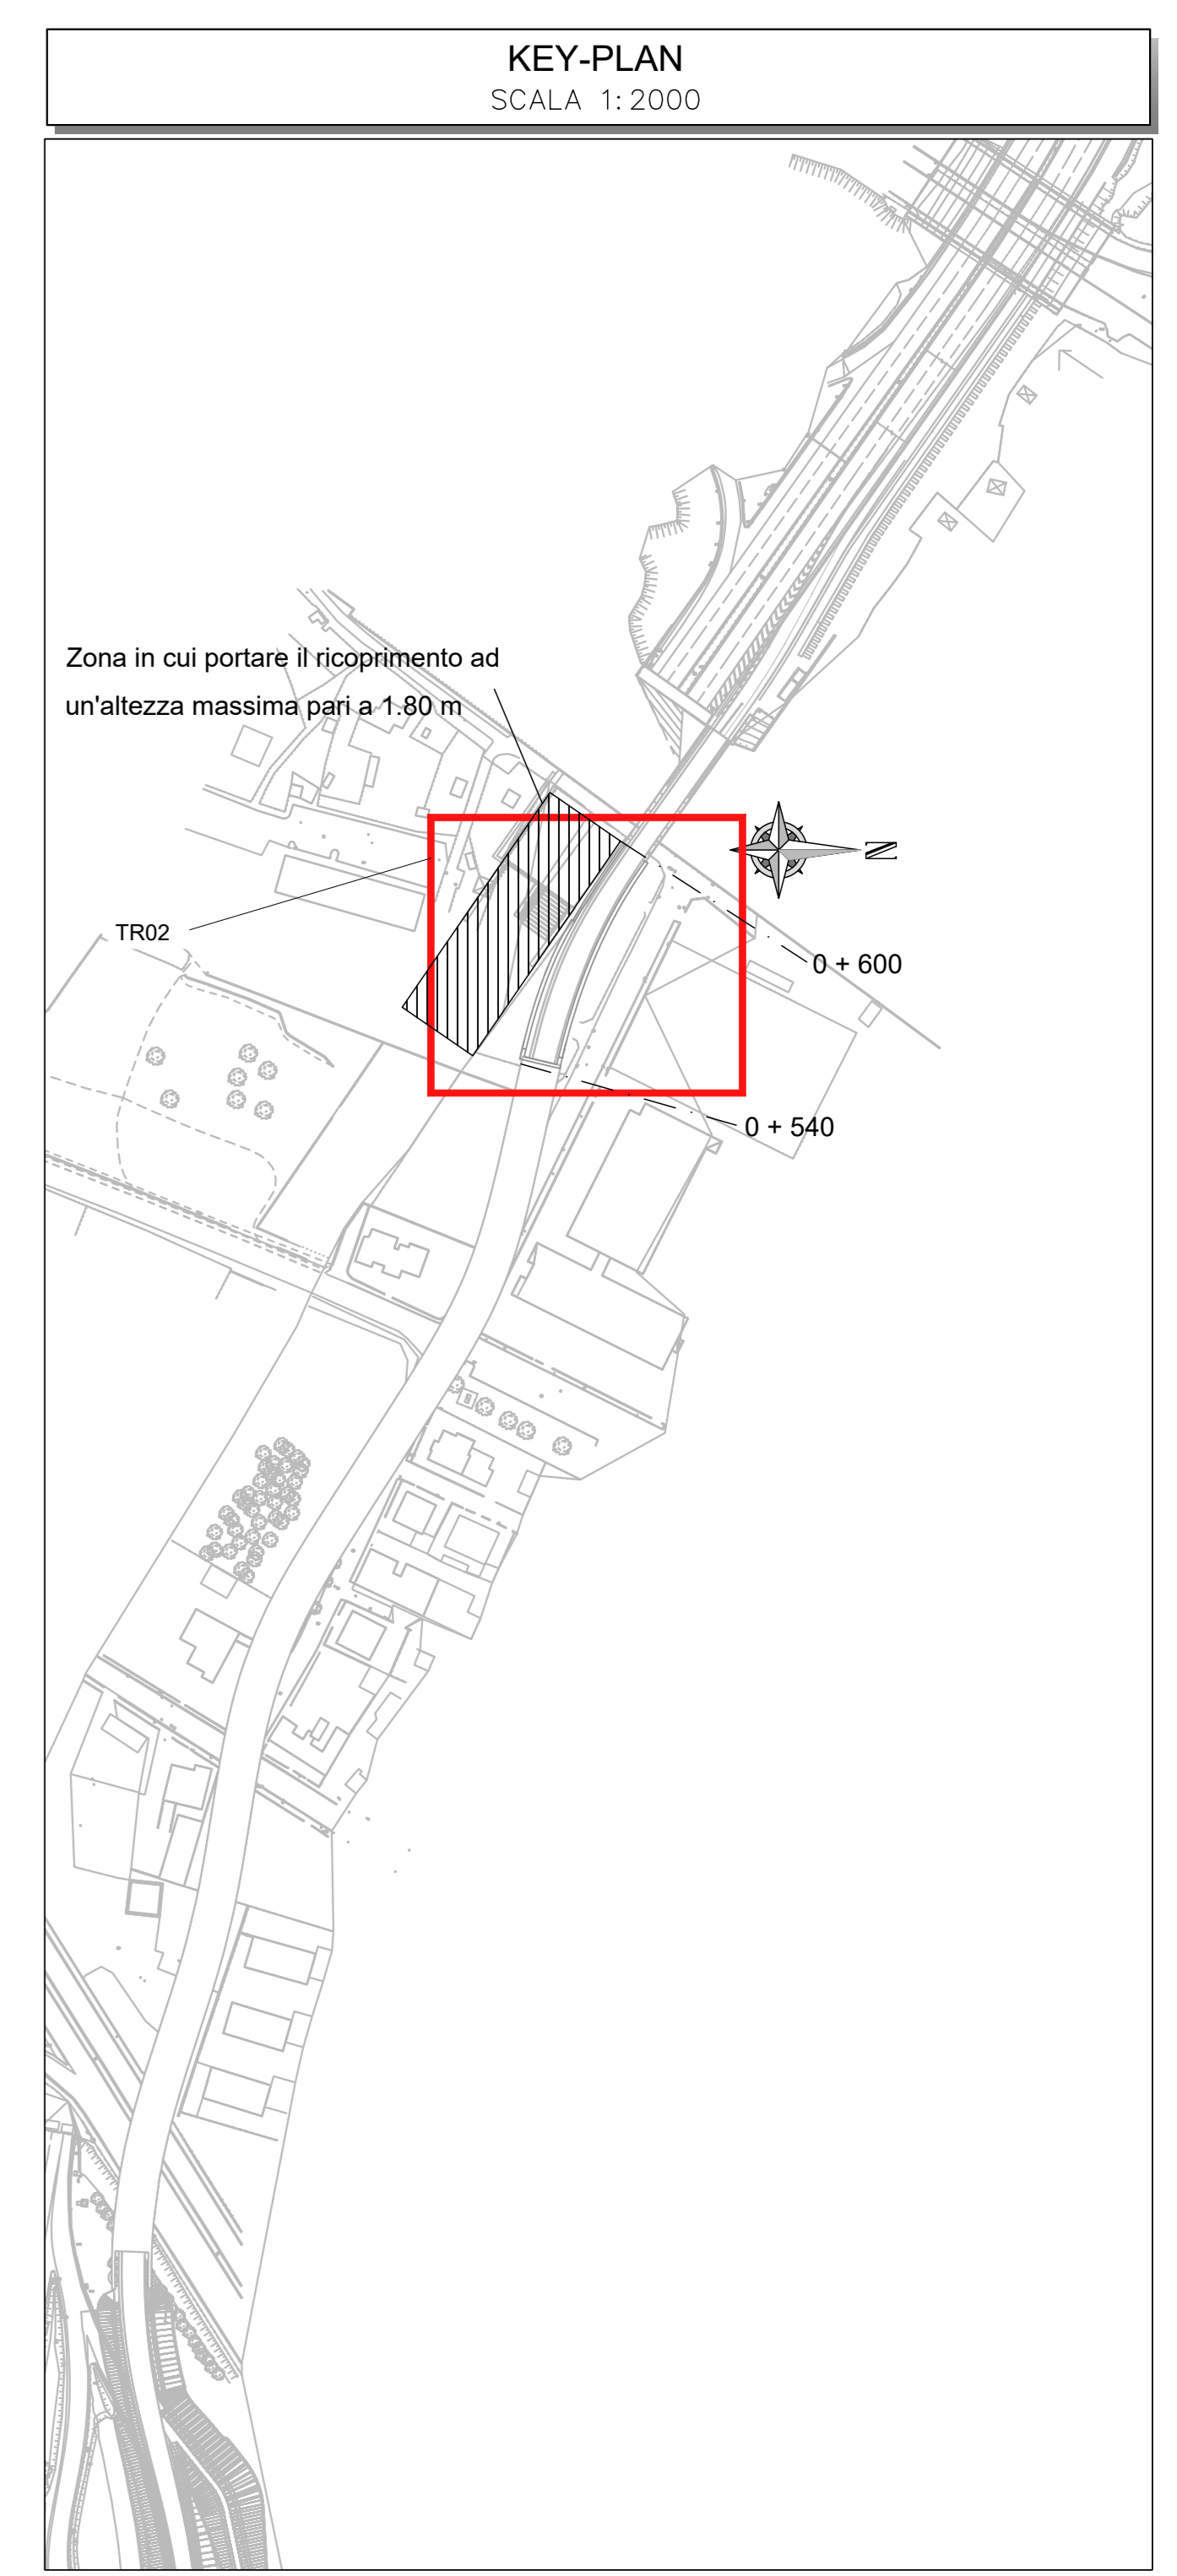 KEY-PLAN
SCALA 1:2000
Zona in cui portare il ricoprimento ad
un'altezza massima pari a 1.80 m
TR02
N
0 + 600
0 + 540